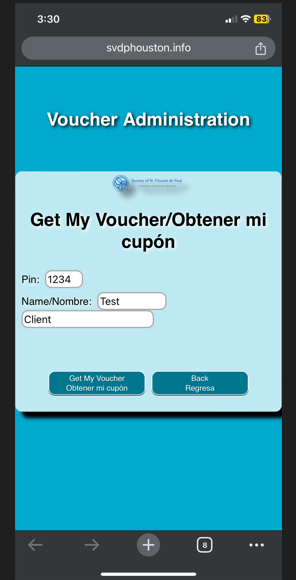 3:30
83
svdphouston.info
Voucher Administration
Society of St. Vincent de Paul
Get My Voucher/Obtener mi
cupón
Pin: 1234
Name/Nombre: Test
Client
Get My Voucher
Obtener mi cupón
Back
Regresa
8